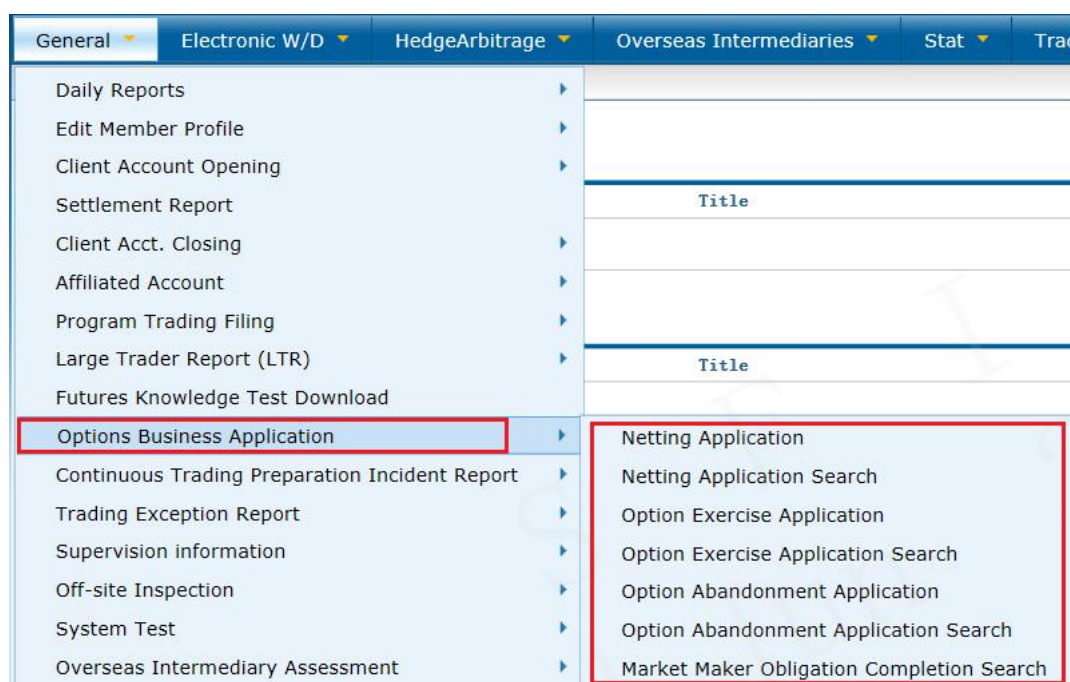 General Electronic W/D HedgeArbitrage Overseas Intermediaries Stat
Daily Reports
Edit Member Profile
Client Account Opening
Settlement Report
Client Acct. Closing
Affiliated Account
Program Trading Filing
Large Trader Report (LTR)
Futures Knowledge Test Download
Options Business Application
Continuous Trading Preparation Incident Report
Trading Exception Report
Supervision information
Off-site Inspection
System Test
Overseas Intermediary Assessment
Title
Title
Netting Application
Netting Application Search
Option Exercise Application
Option Exercise Application Search
Option Abandonment Application
Option Abandonment Application Search
Market Maker Obligation Completion Search